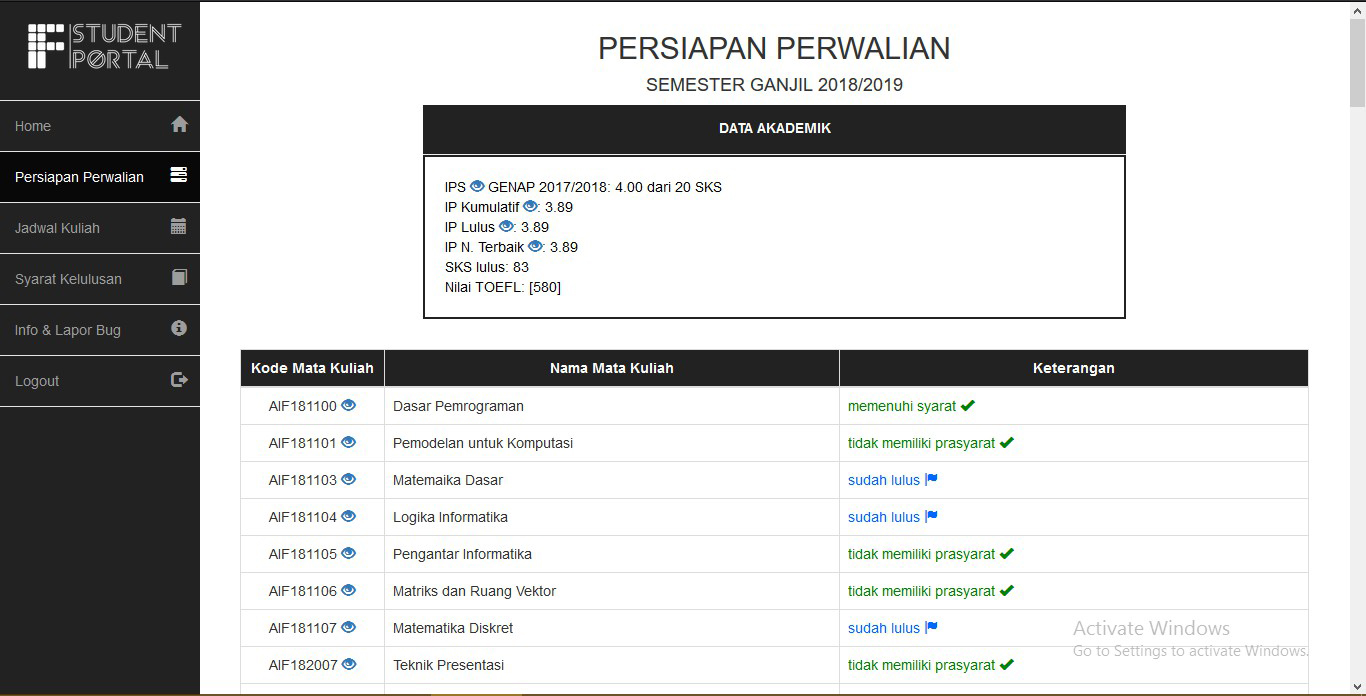 STUDENT
PØRTAL
Home
Persiapan Perwalian
Jadwal Kuliah
Syarat Kelulusan
Info & Lapor Bug
Logout
PERSIAPAN PERWALIAN
SEMESTER GANJIL 2018/2019
DATA AKADEMIK
IPS GENAP 2017/2018: 4.00 dari 20 SKS
IP Kumulatif : 3.89
IP Lulus : 3.89
IP N. Terbaik : 3.89
SKS lulus: 83
Nilai TOEFL: [580]
Kode Mata Kuliah Nama Mata Kuliah Keterangan
AIF181100 Dasar Pemrograman memenuhi syarat
AIF181101 Pemodelan untuk Komputasi tidak memiliki prasyarat
AIF181103 Matemaika Dasar sudah lulus
AIF181104 Logika Informatika sudah lulus
AIF181105 Pengantar Informatika tidak memiliki prasyarat
AIF181106 Matriks dan Ruang Vektor tidak memiliki prasyarat
AIF181107 Matematika Diskret sudah lulus
AIF182007 Teknik Presentasi tidak memiliki prasyarat
Activate Windows
Go to Settings to activate Windows.